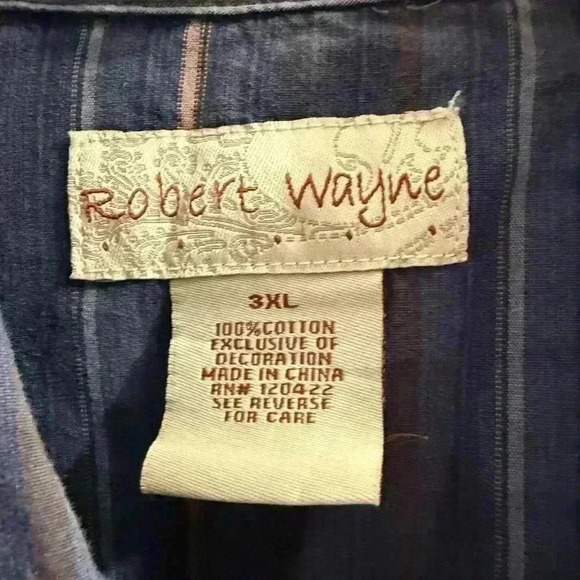 Robert Wayne
3XL
100%COTTON
EXCLUSIVE OF
DECORATION
MADE IN CHINA
RN# 120422
SEE REVERSE
FOR CARE